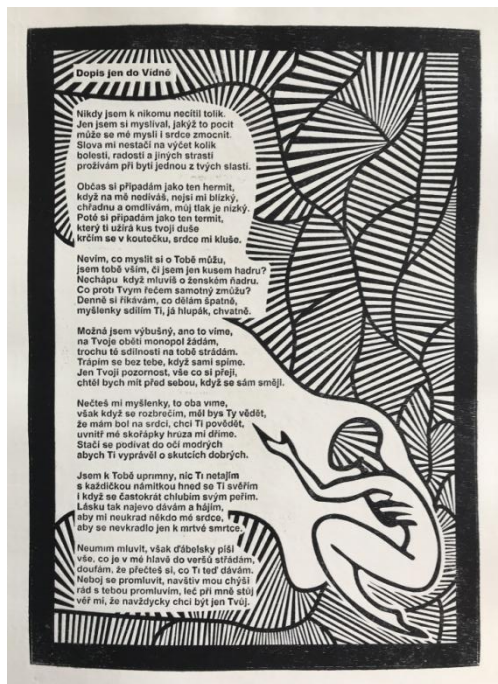 Dopis jen do Vídně
Nikdy jsem k nikomu necítil tolik.
Jen jsem si myslíval, jakýž to pocit
může se mé mysli i srdce zmocnit.
Slova mi nestačí na výčet kolik
bolestí, radostí a jiných strastí
prožívám při bytí jednou z tvých slastí.
Občas si připadám jako ten hermit,
když na mě nedíváš, nejsi mi blízký,
chřadnu a omdlívám, můj tlak je nízký.
Poté si připadám jako ten termit,
který ti užírá kus tvojí duše
krčím se v koutečku, srdce mi kluše.
Nevím, co myslit si o Tobě můžu,
jsem tobě vším, či jsem jen kusem hadru?
Nechápu když mluvíš o ženském ňadru.
Co proti Tvym řečem samotný zmůžu?
Denně si říkávám, co dělám špatně,
myšlenky sdílím Ti, já hlupák, chvatně.
Možná jsem výbušný, ano to víme,
na Tvoje oběti monopol žádám,
trochu té sdílnosti na tobě strádám.
Trápím se bez tebe, když sami spíme.
Jen Tvoji pozornost, vše co si přeji,
chtěl bych mít před sebou, když se sám směji.
Nečteš mi myšlenky, to oba víme,
však když se rozbrečím, měl bys Ty vědět,
že mám bol na srdci, chci Ti povědět,
uvnitř mé skořápky hrůza mi dříme.
Stačí se podívat do očí modrých
abych Ti vyprávěl o skutcích dobrých.
Jsem k Tobě uprmny, nic Ti netajím
s každičkou námitkou hned se Ti svěřím
i když se častokrát chlubím svým peřím.
Lásku tak najevo dávám a hájím,
aby mi neukrad někdo mé srdce,
aby se nevkradlo jen k mrtvé smrtce.
Neumím mluvit, však ďábelsky píši
vše, co je v mé hlavě do veršů střádám,
doufám, že přečteš si, co Ti teď dávám.
Neboj se promluvit, navštiv mou chýši
rád s tebou promluvím, leč při mně stůj
věř mi, že navždycky chci být jen Tvůj.